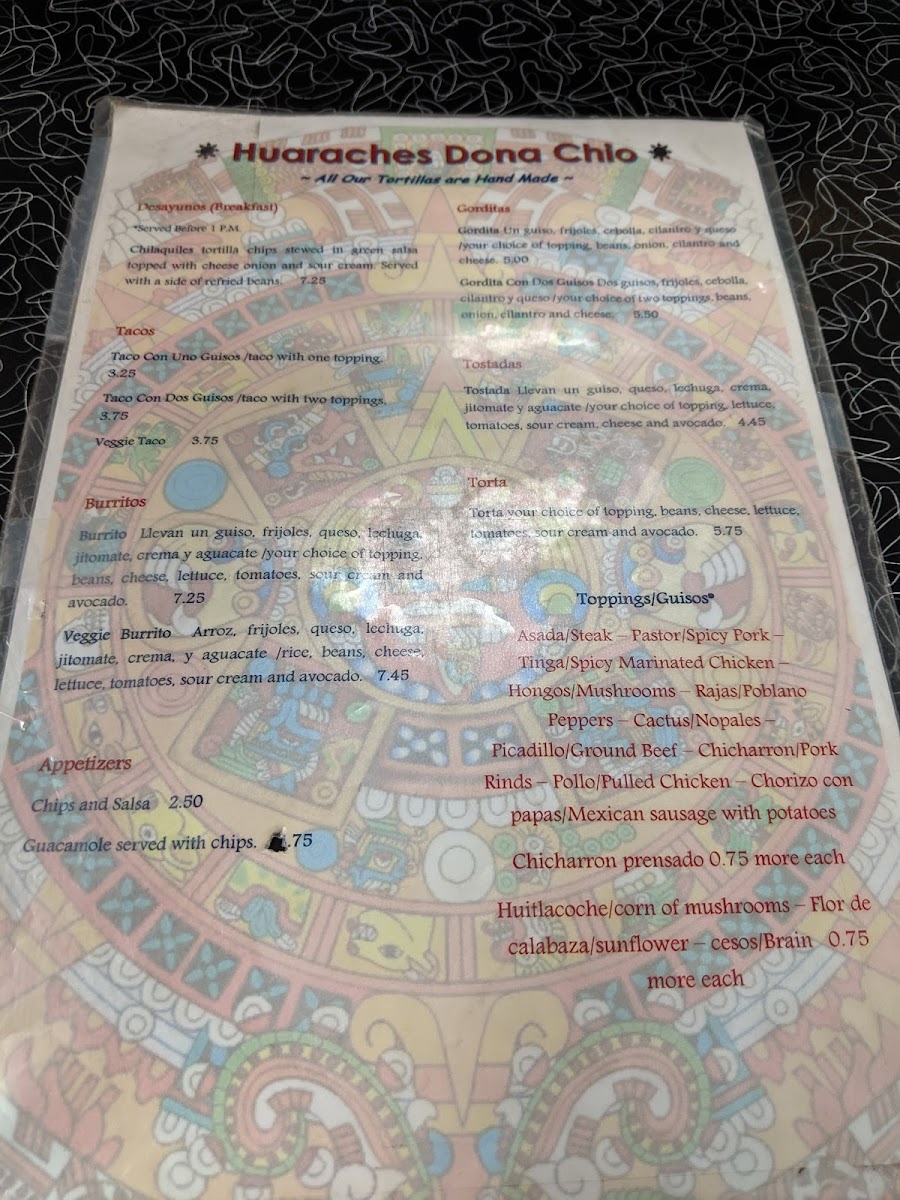 Huaraches Dona Chio
~ All Our Tortillas are Hand Made ~
Desayunos (Breakfast)
*Served Before 1 P.M.
Chilaquiles tortilla chips stewed in green salsa
topped with cheese onion and sour cream. Served
with a side of refried beans. 7.25
Tacos
Taco Con Uno Guisos /taco with one topping.
3.25
Taco Con Dos Guisos /taco with two toppings.
3.75
Veggie Taco 3.75
Burritos
Burrito Llevan un guiso, frijoles, queso, lechuga,
jitomate, crema y aguacate /your choice of topping,
beans, cheese, lettuce, tomatoes, sour cream and
avocado. 7.25
Veggie Burrito Arroz, frijoles, queso, lechuga,
jitomate, crema, y aguacate /rice, beans, cheese,
lettuce, tomatoes, sour cream and avocado. 7.45
Appetizers
Chips and Salsa 2.50
Guacamole served with chips. .75
Gorditas
Gordita Un guiso, frijoles, cebolla, cilantro y queso
/your choice of topping, beans, onion, cilantro and
cheese. 5.00
Gordita Con Dos Guisos Dos guisos, frijoles, cebolla,
cilantro y queso /your choice of two toppings, beans,
onion, cilantro and cheese. 5.50
Tostadas
Tostada Llevan un guiso, queso, lechuga, crema,
jitomate y aguacate /your choice of topping, lettuce,
tomatoes, sour cream, cheese and avocado. 4.45
Torta
Torta your choice of topping, beans, cheese, lettuce,
tomatoes, sour cream and avocado. 5.75
Toppings/Guisos*
Asada/Steak – Pastor/Spicy Pork –
Tinga/Spicy Marinated Chicken –
Hongos/Mushrooms – Rajas/Poblano
Peppers – Cactus/Nopales –
Picadillo/Ground Beef – Chicharron/Pork
Rinds – Pollo/Pulled Chicken – Chorizo con
papas/Mexican sausage with potatoes
Chicharron prensado 0.75 more each
Huitlacoche/corn of mushrooms – Flor de
calabaza/sunflower – cesos/Brain 0.75
more each